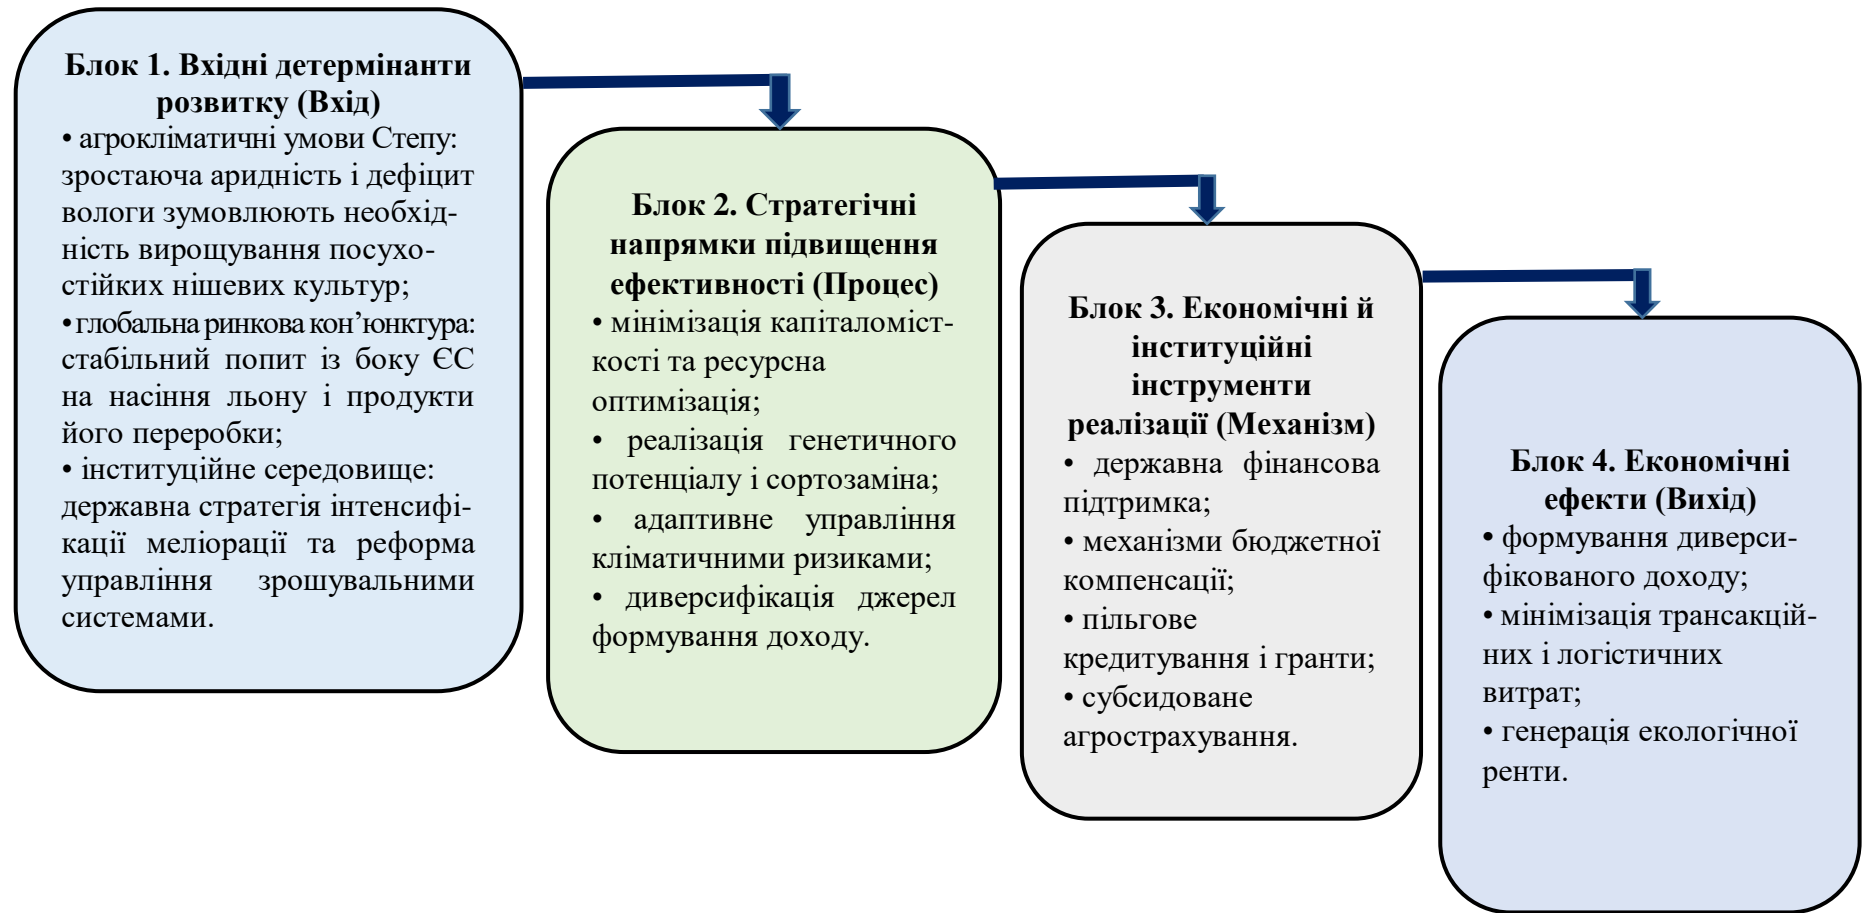 Блок 1. Вхідні детермінанти
розвитку (Вхід)
• агрокліматичні умови Степу:
зростаюча аридність і дефіцит
вологи зумовлюють необхід-
ність вирощування посухо-
стійких нішевих культур;
• глобальна ринкова кон’юнктура:
стабільний попит із боку ЄС
на насіння льону і продукти
його переробки;
• інституційне середовище:
державна стратегія інтенсифі-
кації меліорації та реформа
управління зрошувальними
системами.
Блок 2. Стратегічні
напрямки підвищення
ефективності (Процес)
• мінімізація капіталоміст-
кості та ресурсна
оптимізація;
• реалізація генетичного
потенціалу і сортозаміна;
• адаптивне управління
кліматичними ризиками;
• диверсифікація джерел
формування доходу.
Блок 3. Економічні й
інституційні
інструменти
реалізації (Механізм)
• державна фінансова
підтримка;
• механізми бюджетної
компенсації;
• пільгове
кредитування і гранти;
• субсидоване
агрострахування.
Блок 4. Економічні
ефекти (Вихід)
• формування диверси-
фікованого доходу;
• мінімізація трансакцій-
них і логістичних
витрат;
• генерація екологічної
ренти.